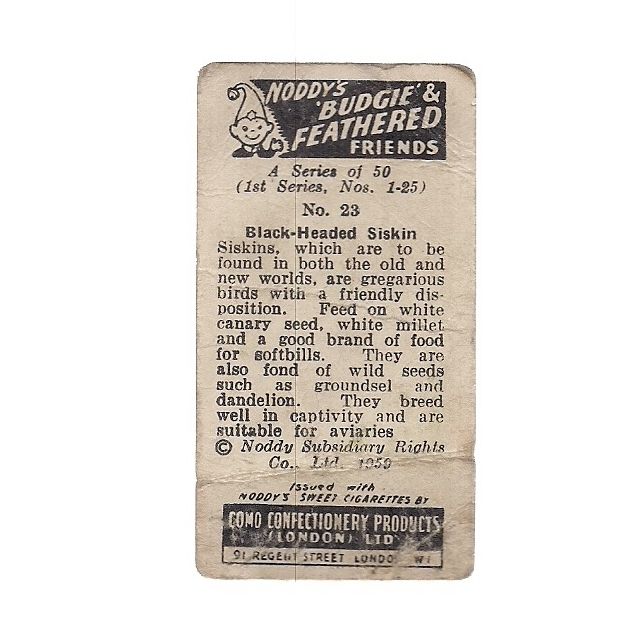 NODDY'S
'BUDGIE' &
FEATHERED
FRIENDS
A Series of 50
(1st Series, Nos. 1-25)
No. 23
Black-Headed Siskin
Siskins, which are to be
found in both the old and
new worlds, are gregarious
birds with a friendly dis-
position. Feed on white
canary seed, white millet
and a good brand of food
for softbills. They are
also fond of wild seeds
such as groundsel and
dandelion. They breed
well in captivity and are
suitable for aviaries
© Noddy Subsidiary Rights
Co., Ltd. 1959
Issued with
NODDY'S SWEET CIGARETTES BY
COMO CONFECTIONERY PRODUCTS
(LONDON) LTD
91 REGENT STREET LONDO W1